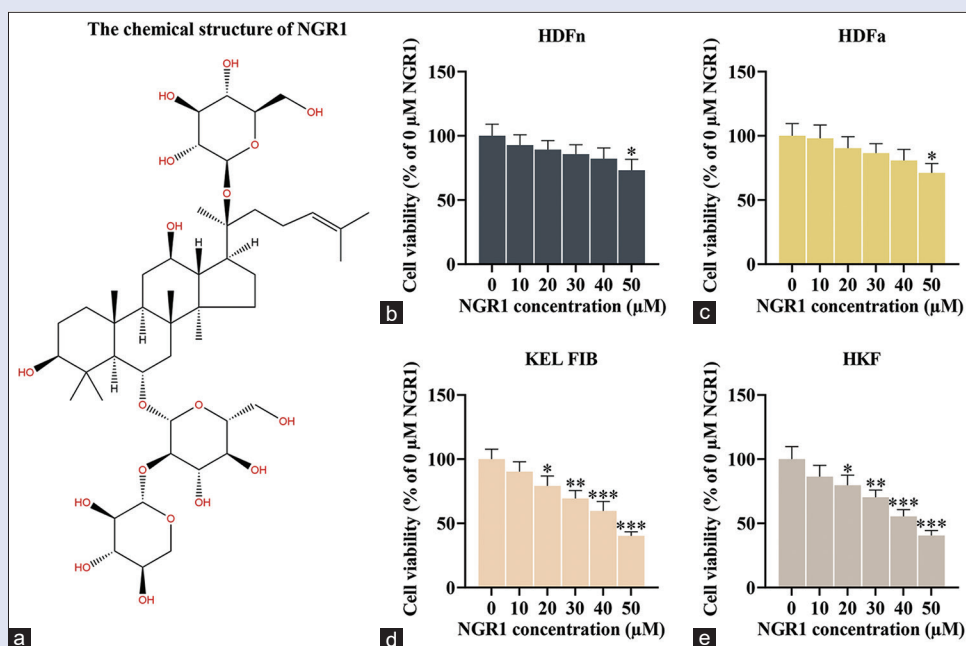 The chemical structure of NGR1
OH
HO
HO
OH
O
HO
O
O
OH
H
H
H
H
HO
H
O
O
OH
O
OH
OH
HO
O
HO
HO
OH
a
HDFn
Cell viability (% of 0 µM NGR1)
150
100
50
0
*
0 10 20 30 40 50
NGR1 concentration (µM)
b
HDFa
Cell viability (% of 0 µM NGR1)
150
100
50
0
*
0 10 20 30 40 50
NGR1 concentration (µM)
c
KEL FIB
Cell viability (% of 0 µM NGR1)
150
100
50
0
* ** *** ***
0 10 20 30 40 50
NGR1 concentration (µM)
d
HKF
Cell viability (% of 0 µM NGR1)
150
100
50
0
* ** *** ***
0 10 20 30 40 50
NGR1 concentration (µM)
e